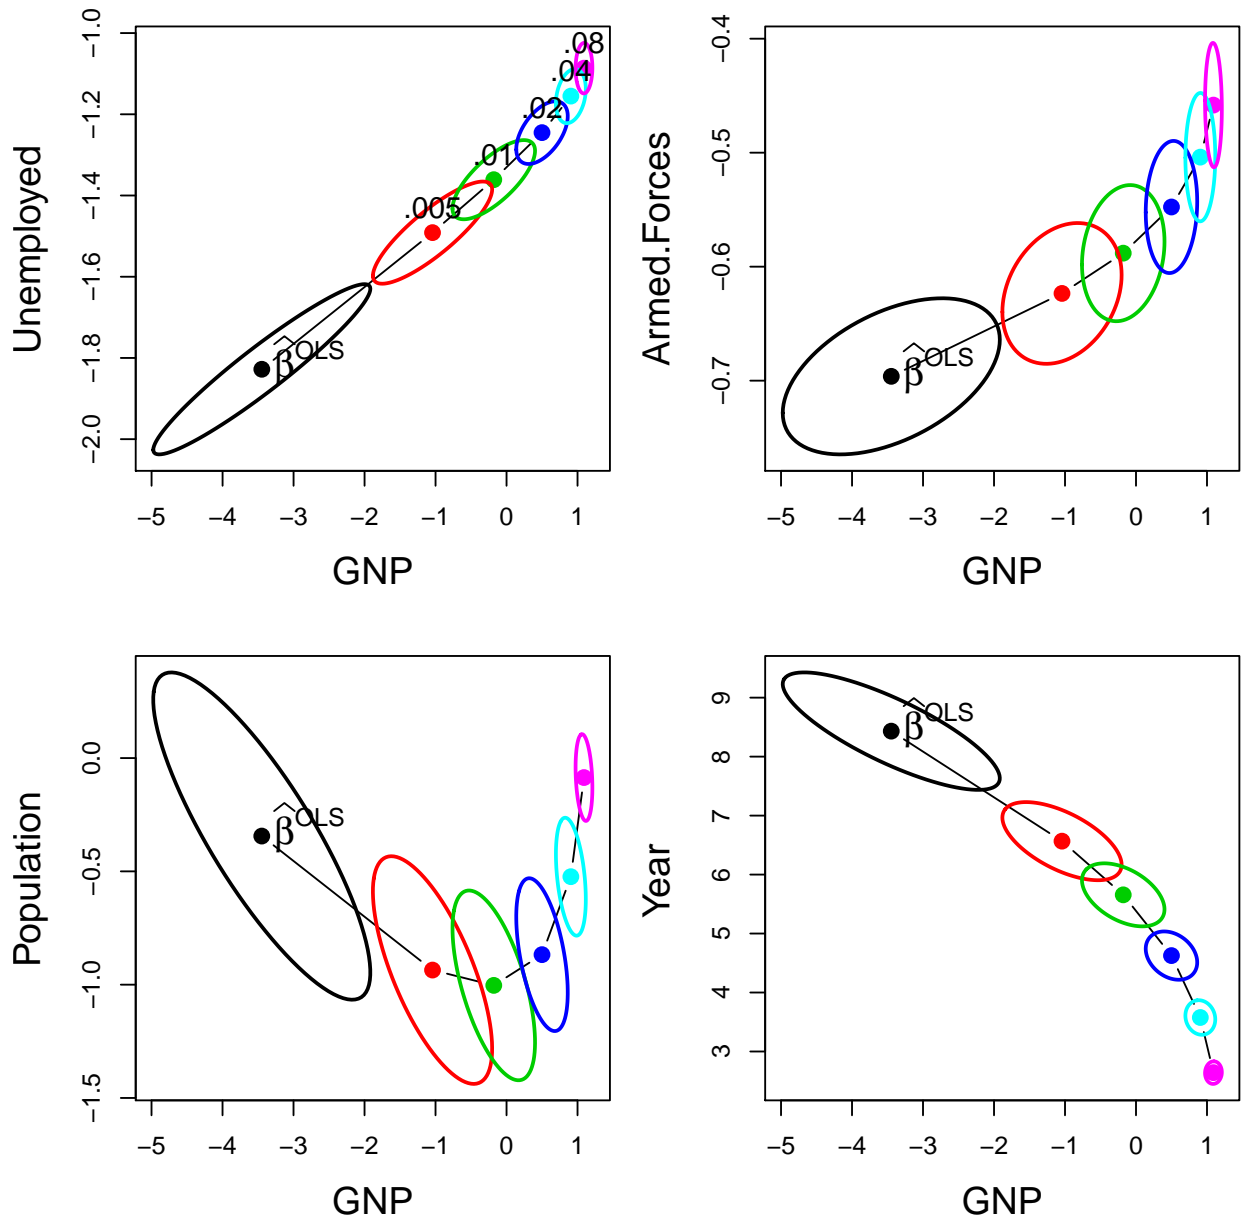 Unemployed
−1.0
−1.2
−1.4
−1.6
−1.8
−2.0
.08
.04
.02
.01
.005
β̂OLS
−5 −4 −3 −2 −1 0 1
GNP
Armed.Forces
−0.4
−0.5
−0.6
−0.7
β̂OLS
−5 −4 −3 −2 −1 0 1
GNP
Population
0.0
−0.5
−1.0
−1.5
β̂OLS
−5 −4 −3 −2 −1 0 1
GNP
Year
9
8
7
6
5
4
3
β̂OLS
−5 −4 −3 −2 −1 0 1
GNP